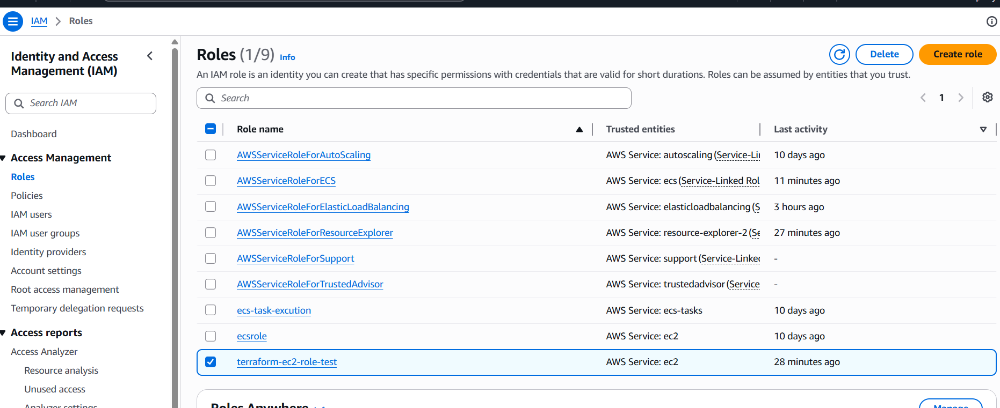 IAM > Roles
Identity and Access
Management (IAM)
Search IAM
Dashboard
Access Management
Roles
Policies
IAM users
IAM user groups
Identity providers
Account settings
Root access management
Temporary delegation requests
Access reports
Access Analyzer
Resource analysis
Unused access
Analyzer settings
Roles (1/9) Info
Delete
Create role
An IAM role is an identity you can create that has specific permissions with credentials that are valid for short durations. Roles can be assumed by entities that you trust.
Search
1
Role name Trusted entities Last activity
AWSServiceRoleForAutoScaling AWS Service: autoscaling (Service-Li 10 days ago
AWSServiceRoleForECS AWS Service: ecs (Service-Linked Rol 11 minutes ago
AWSServiceRoleForElasticLoadBalancing AWS Service: elasticloadbalancing (S 3 hours ago
AWSServiceRoleForResourceExplorer AWS Service: resource-explorer-2 (Se 27 minutes ago
AWSServiceRoleForSupport AWS Service: support (Service-Linked -
AWSServiceRoleForTrustedAdvisor AWS Service: trustedadvisor (Service -
ecs-task-excution AWS Service: ecs-tasks 10 days ago
ecsrole AWS Service: ec2 10 days ago
terraform-ec2-role-test AWS Service: ec2 28 minutes ago
Roles Anywhere Info
Manage